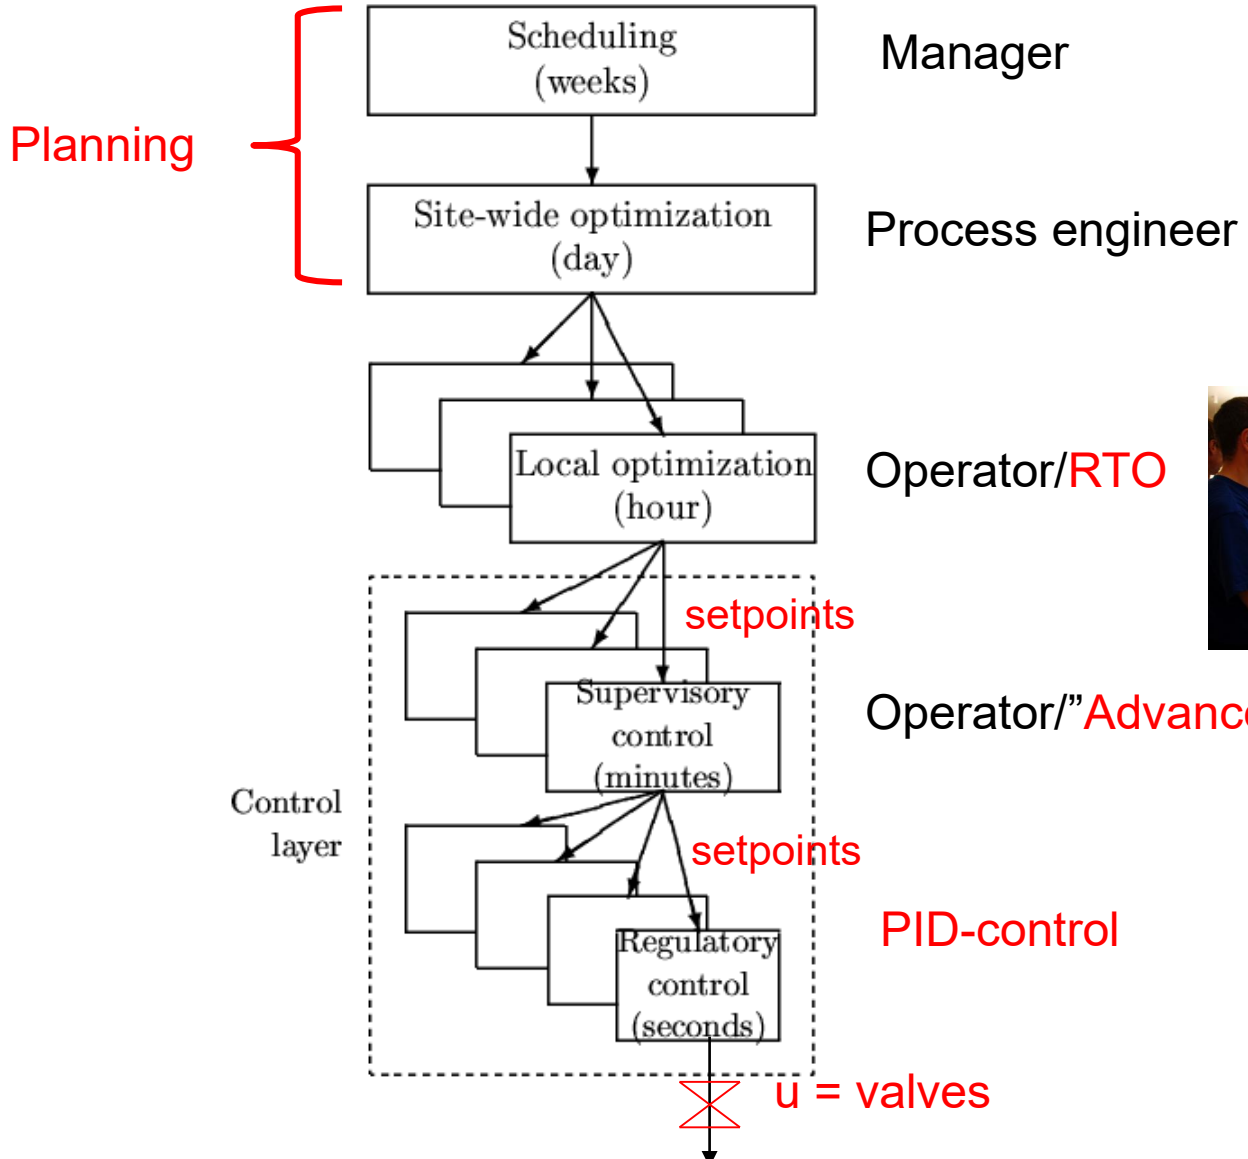 Scheduling
(weeks)
Manager
Planning
Site-wide optimization
(day)
Process engineer
Local optimization
(hour)
Operator/RTO
setpoints
Supervisory
control
(minutes)
Operator/”Advance
Control
layer
setpoints
Regulatory
control
(seconds)
PID-control
u = valves